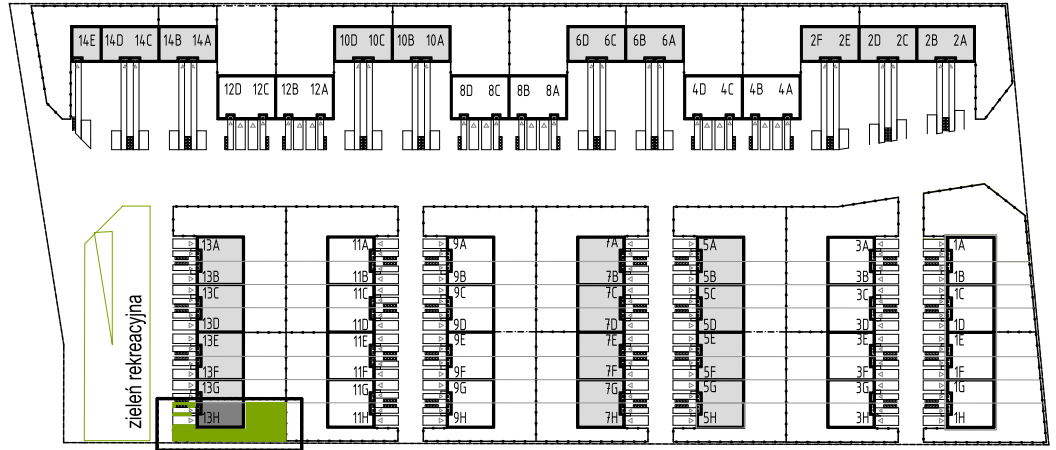 14E 14D 14C 14B 14A 10D 10C 10B 10A 6D 6C 6B 6A 2F 2E 2D 2C 2B 2A
12D 12C 12B 12A 8D 8C 8B 8A 4D 4C 4B 4A
13A 11A 9A 7A 5A 3A 1A
13B 11B 9B 7B 5B 3B 1B
13C 11C 9C 7C 5C 3C 1C
13D 11D 9D 7D 5D 3D 1D
13E 11E 9E 7E 5E 3E 1E
13F 11F 9F 7F 5F 3F 1F
13G 11G 9G 7G 5G 3G 1G
13H 11H 9H 7H 5H 3H 1H
zieleń rekreacyjna